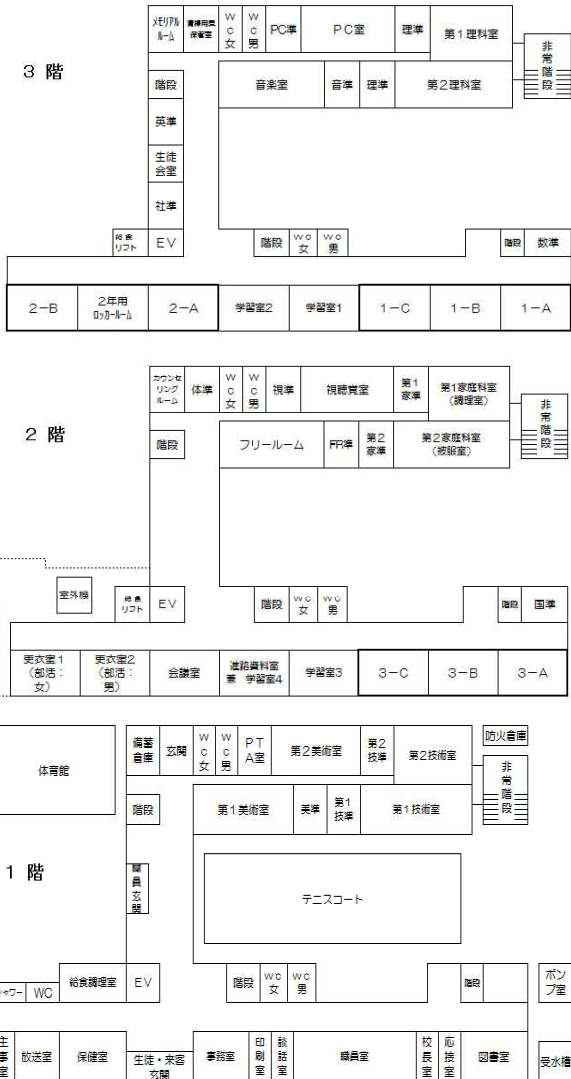 3 階
メモリアル
ルーム
清掃用具
保管室
WC女
WC男
PC準
PC室
理準
第1理科室
非常階段
階段
音楽室
音準
理準
第2理科室
英準
生徒
会室
社準
給食
リフト
EV
階段
WC女
WC男
階段
数準
2-B
2年用
ロッカールーム
2-A
学習室2
学習室1
1-C
1-B
1-A
2 階
カウンセ
リング
ルーム
体準
WC女
WC男
視準
視聴覚室
第1
家準
第1家庭科室
(調理室)
非常階段
階段
フリールーム
FR準
第2
家準
第2家庭科室
(被服室)
室外機
給食
リフト
EV
階段
WC女
WC男
階段
国準
更衣室1
(部活:
女)
更衣室2
(部活:
男)
会議室
進路資料室
兼 学習室4
学習室3
3-C
3-B
3-A
1 階
体育館
備蓄
倉庫
玄関
WC女
WC男
PT
A室
第2美術室
第2
技準
第2技術室
防火倉庫
非常階段
階段
第1美術室
美準
第1
技準
第1技術室
職員玄関
テニスコート
シャワー
WC
給食調理室
EV
階段
WC女
WC男
階段
ポン
プ室
主事室
放送室
保健室
生徒・来客
玄関
事務室
印刷室
談話室
職員室
校長室
応接室
図書室
受水槽